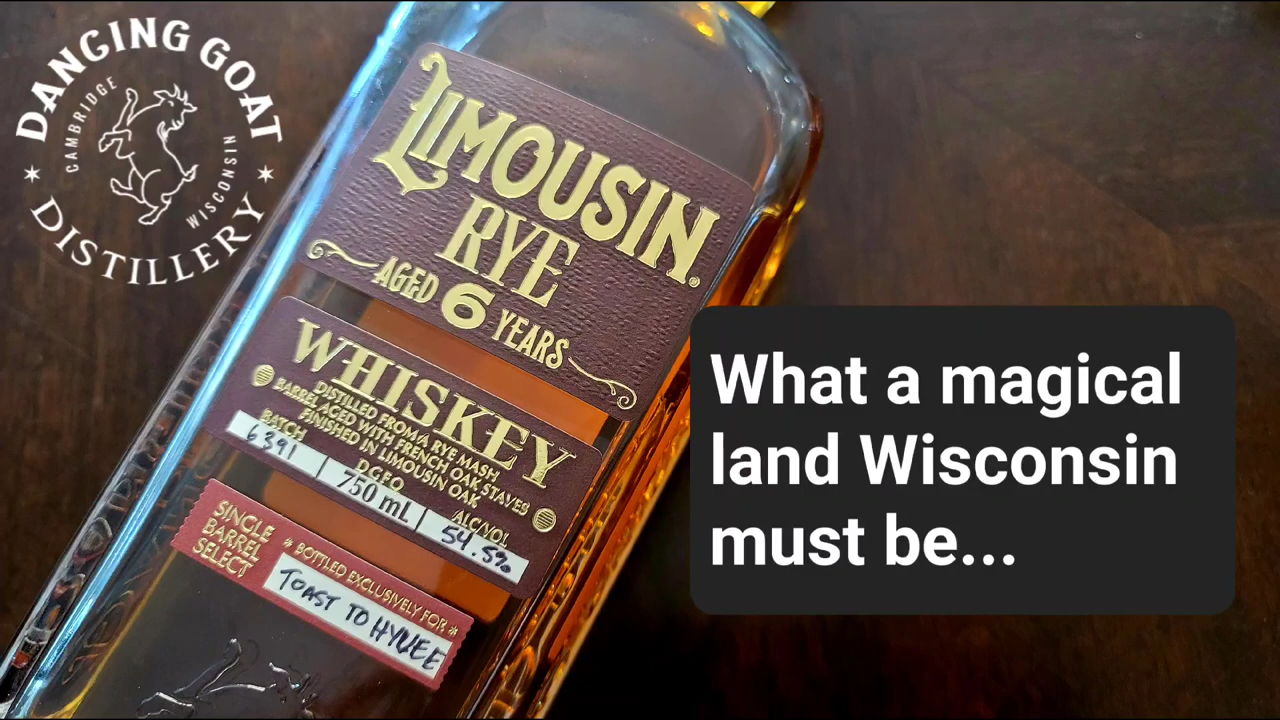 DANCING GOAT
CAMBRIDGE
WISCONSIN
DISTILLERY
LIMOUSIN
RYE
AGED 6 YEARS
WHISKEY
DISTILLED FROM A RYE MASH
BARREL AGED WITH FRENCH OAK STAVES
FINISHED IN LIMOUSIN OAK
BATCH
6391
DGEO
750 mL
ALC/VOL
54.5%
SINGLE
BARREL
SELECT
* BOTTLED EXCLUSIVELY FOR *
TOAST TO HYVEE
What a magical
land Wisconsin
must be...